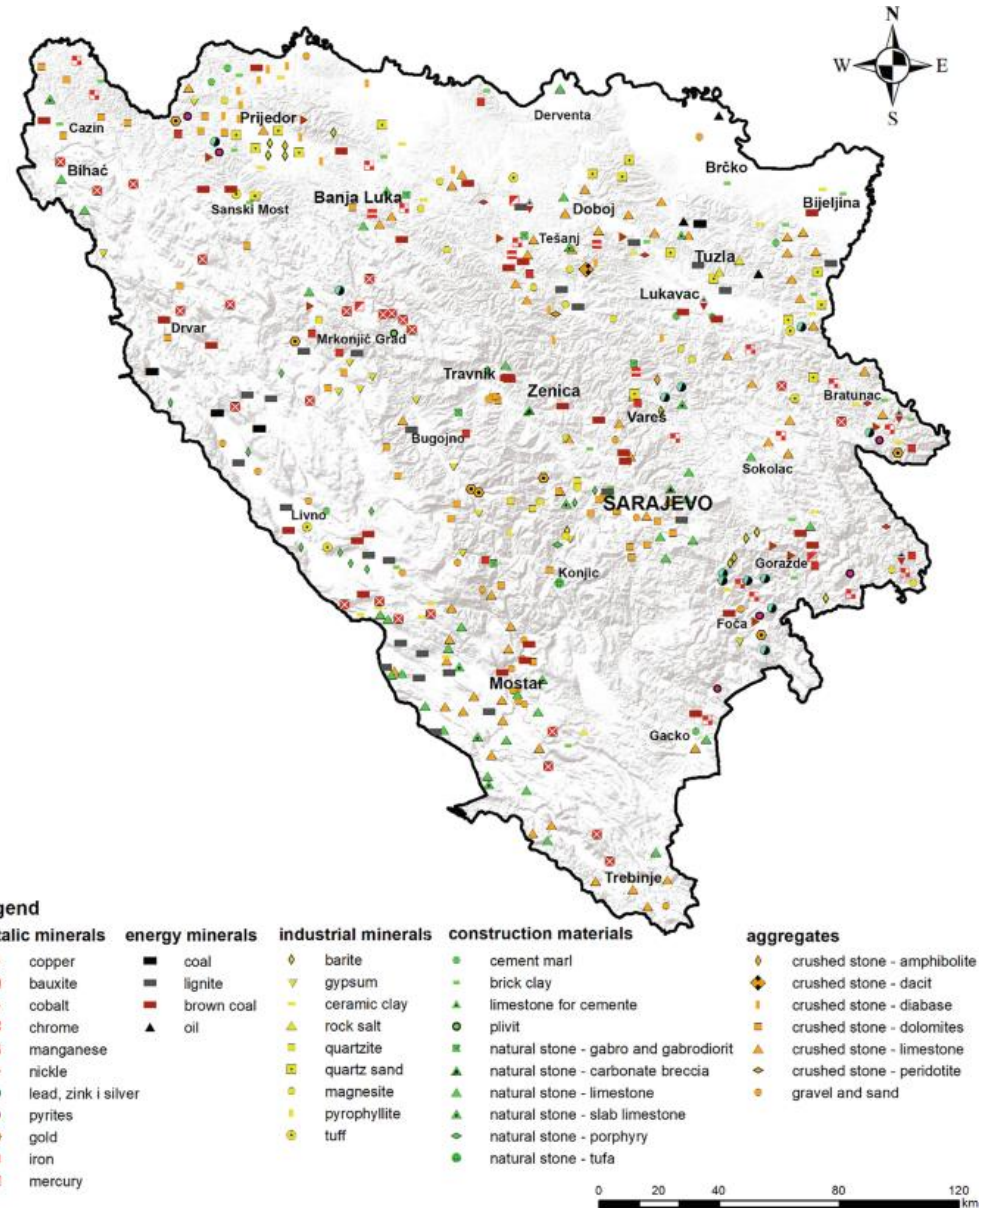 N
W E
S
Prijedor
Derventa
Cazin
Bihać
Brčko
Sanski Most
Banja Luka
Doboj
Bijeljina
Tešanj
Tuzla
Lukavac
Drvar
Mrkonjić Grad
Travnik
Zenica
Bratunac
Vareš
Bugojno
Sokolac
SARAJEVO
Livno
Konjic
Goražde
Foča
Mostar
Gacko
Trebinje
gend
talic minerals
copper
bauxite
cobalt
chrome
manganese
nickle
lead, zink i silver
pyrites
gold
iron
mercury
energy minerals
coal
lignite
brown coal
oil
industrial minerals
barite
gypsum
ceramic clay
rock salt
quartzite
quartz sand
magnesite
pyrophyllite
tuff
construction materials
cement marl
brick clay
limestone for cemente
plivit
natural stone - gabro and gabrodiorit
natural stone - carbonate breccia
natural stone - limestone
natural stone - slab limestone
natural stone - porphyry
natural stone - tufa
aggregates
crushed stone - amphibolite
crushed stone - dacit
crushed stone - diabase
crushed stone - dolomites
crushed stone - limestone
crushed stone - peridotite
gravel and sand
0 20 40 80 120
km